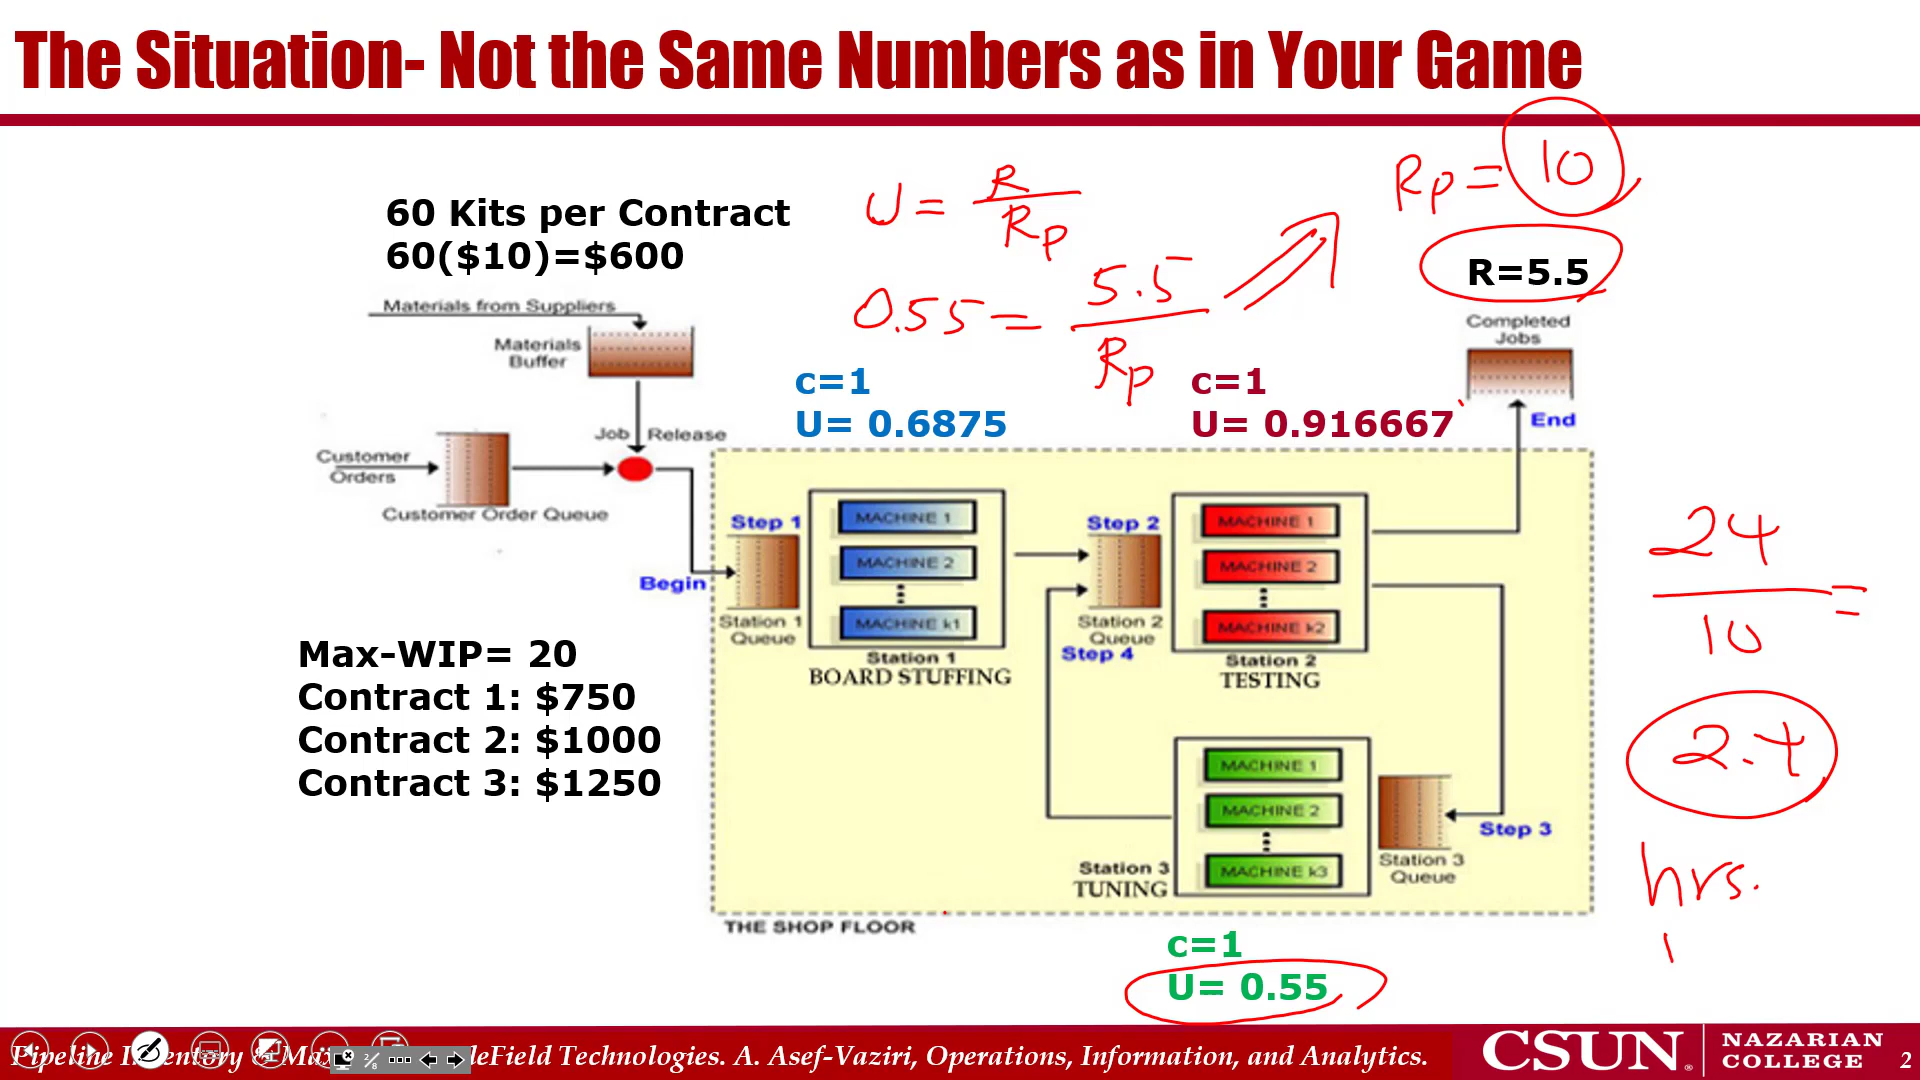 The Situation- Not the Same Numbers as in Your Game
60 Kits per Contract
60($10)=$600
U = R / Rp
0.55 = 5.5 / Rp
Rp = 10
R=5.5
Materials from Suppliers
Materials
Buffer
Completed
Jobs
c=1
U= 0.6875
c=1
U= 0.916667
End
Job Release
Customer
Orders
Customer Order Queue
Begin
Step 1
Station 1
Queue
MACHINE 1
MACHINE 2
MACHINE k1
Station 1
BOARD STUFFING
Step 2
Station 2
Queue
Step 4
MACHINE 1
MACHINE 2
MACHINE k2
Station 2
TESTING
24 / 10 =
2.4
hrs.
Max-WIP= 20
Contract 1: $750
Contract 2: $1000
Contract 3: $1250
MACHINE 1
MACHINE 2
MACHINE k3
Station 3
TUNING
Step 3
Station 3
Queue
THE SHOP FLOOR
c=1
U= 0.55
Pipeline Inventory & Ma leField Technologies. A. Asef-Vaziri, Operations, Information, and Analytics.
2/8
CSUN.
NAZARIAN
COLLEGE
2